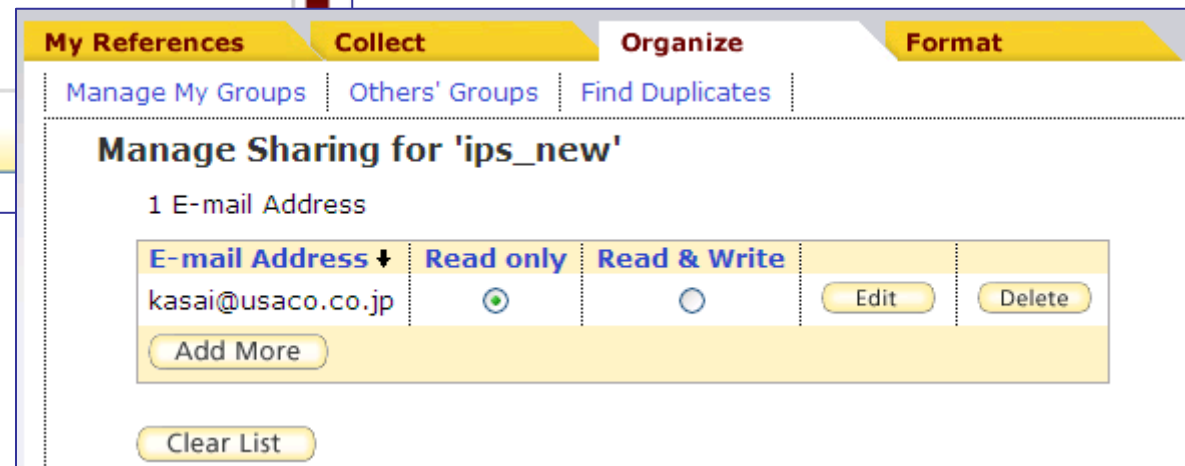 My References Collect Organize Format
Manage My Groups Others' Groups Find Duplicates
Manage Sharing for 'ips_new'
1 E-mail Address
E-mail Address Read only Read & Write
kasai@usaco.co.jp Edit Delete
Add More
Clear List